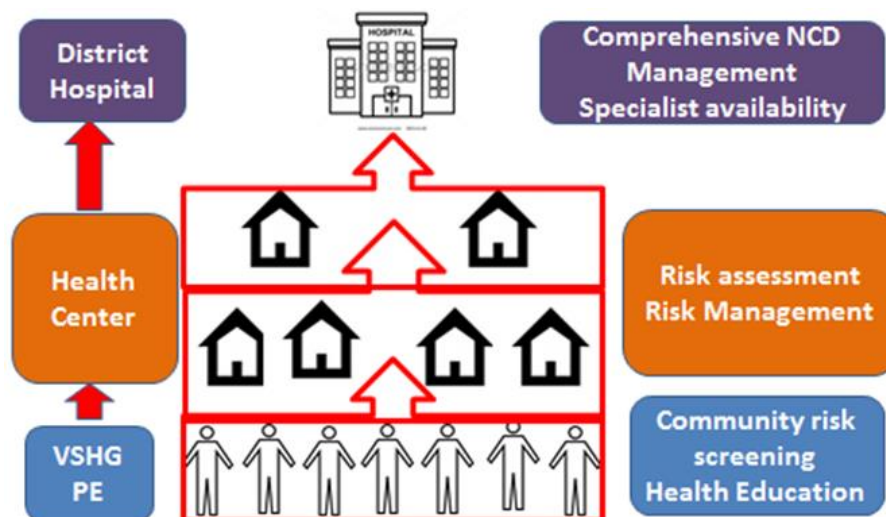 District
Hospital
HOSPITAL
Comprehensive NCD
Management
Specialist availability
Health
Center
Risk assessment
Risk Management
VSHG
PE
Community risk
screening
Health Education